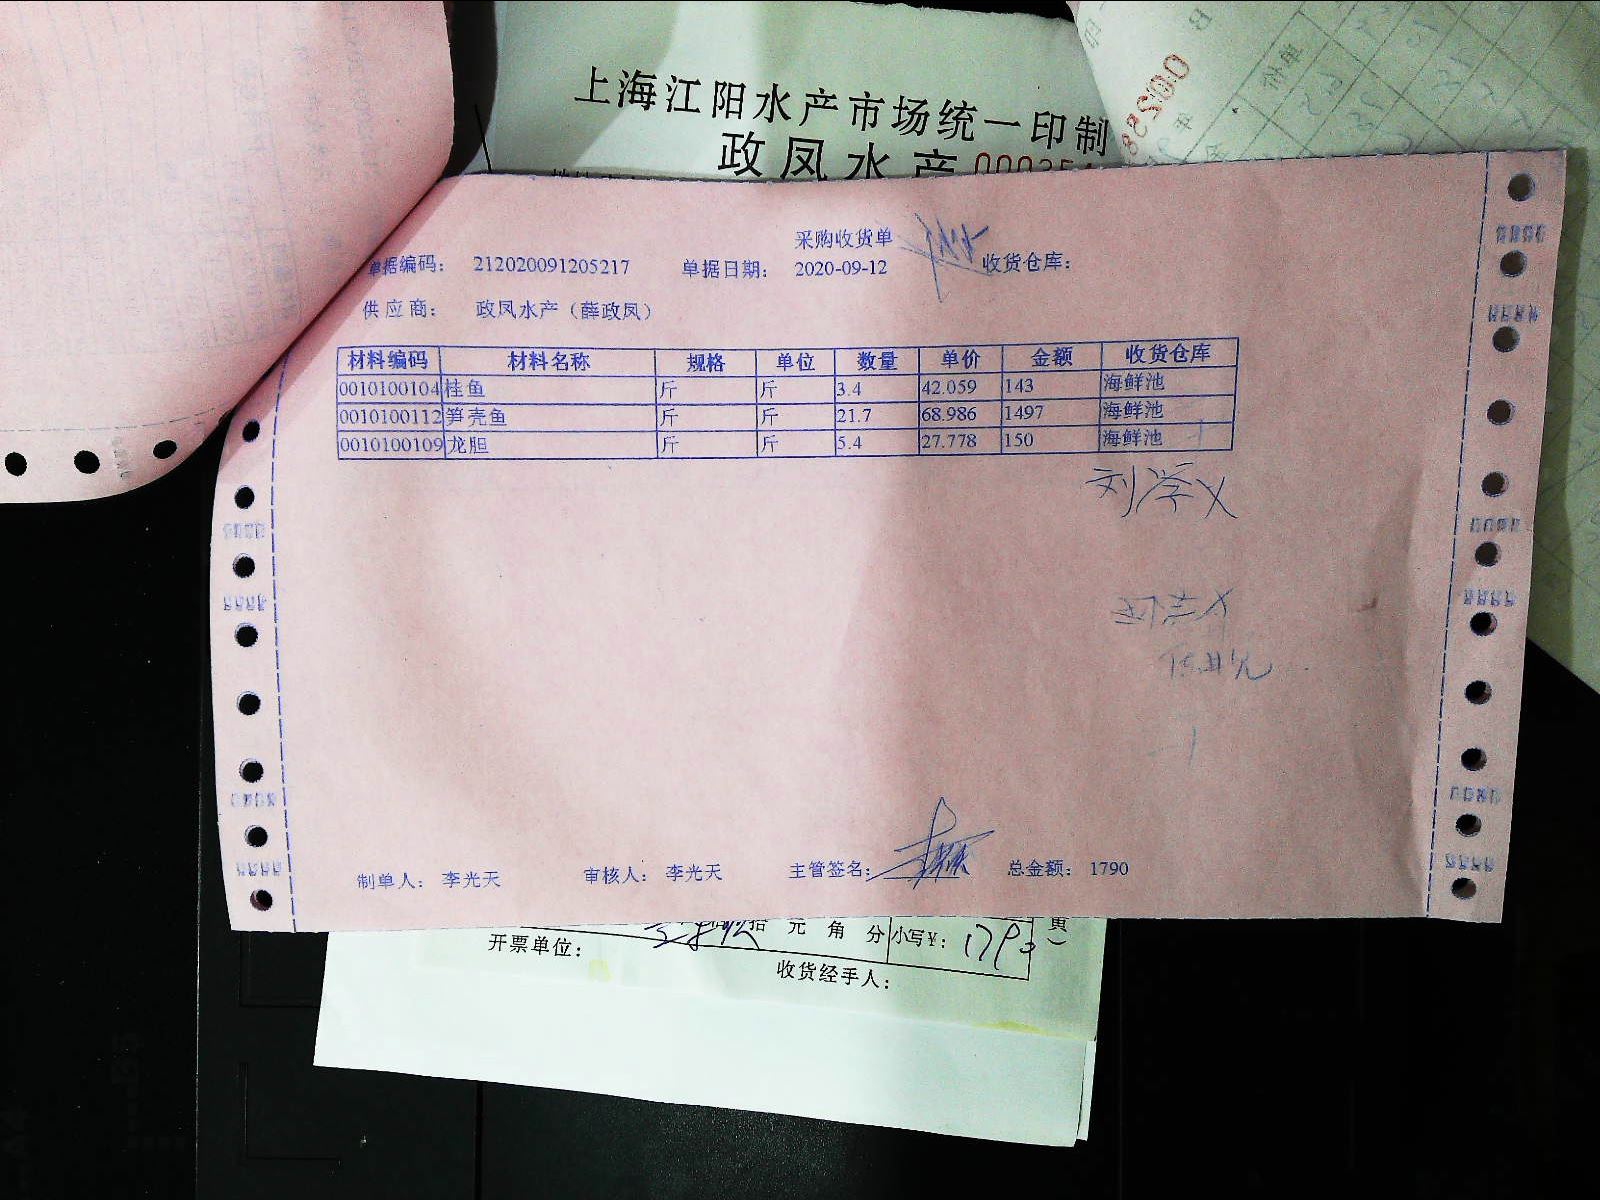 上海江阳水产市场统一印制
政凤水产
采购收货单
单据编码: 212020091205217 单据日期: 2020-09-12 收货仓库:
供应商: 政凤水产（薛政凤）
材料编码 材料名称 规格 单位 数量 单价 金额 收货仓库
0010100104 桂鱼 斤 斤 3.4 42.059 143 海鲜池
0010100112 笋壳鱼 斤 斤 21.7 68.986 1497 海鲜池
0010100109 龙胆 斤 斤 5.4 27.778 150 海鲜池
制单人: 李光天 审核人: 李光天 主管签名: 总金额: 1790
拾 元 角 分 小写¥: 1790
开票单位:
收货经手人: